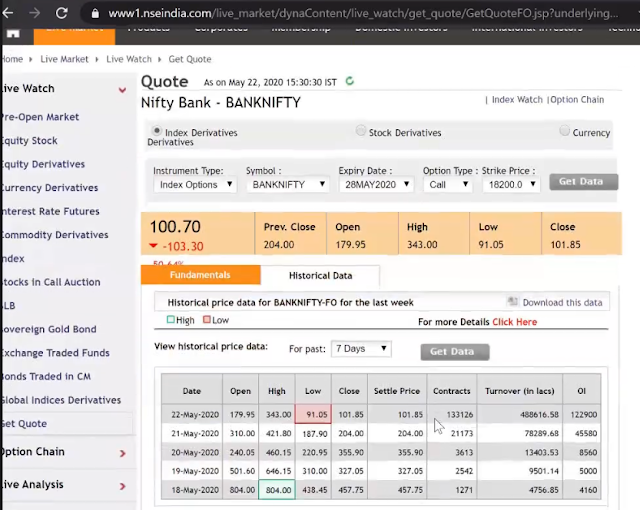 www1.nseindia.com/live_market/dynaContent/live_watch/get_quote/GetQuoteFO.jsp?underlying...
Products Corporates Membership Domestic Investors International Investors
Home Live Market Live Watch Get Quote
Live Watch
Pre-Open Market
Equity Stock
Equity Derivatives
Currency Derivatives
Interest Rate Futures
Commodity Derivatives
Index
Stocks in Call Auction
SLB
Sovereign Gold Bond
Exchange Traded Funds
Bonds Traded in CM
Global Indices Derivatives
Get Quote
Option Chain
Live Analysis
Quote As on May 22, 2020 15:30:30 IST
Nifty Bank - BANKNIFTY
| Index Watch |Option Chain
Index Derivatives Stock Derivatives Currency
Derivatives
Instrument Type: Symbol : Expiry Date : Option Type : Strike Price :
Index Options BANKNIFTY 28MAY2020 Call 18200.0 Get Data
100.70 Prev. Close Open High Low Close
-103.30 204.00 179.95 343.00 91.05 101.85
-50.64%
Fundamentals Historical Data
Historical price data for BANKNIFTY-FO for the last week Download this data
High Low For more Details Click Here
View historical price data: For past: 7 Days Get Data
Date Open High Low Close Settle Price Contracts Turnover (in lacs) OI
22-May-2020 179.95 343.00 91.05 101.85 101.85 133126 488616.58 122900
21-May-2020 310.00 421.80 187.90 204.00 204.00 21173 78289.68 45580
20-May-2020 240.05 460.15 222.95 355.90 355.90 3613 13403.53 8560
19-May-2020 501.60 646.15 310.00 327.05 327.05 2542 9501.14 5000
18-May-2020 804.00 804.00 438.45 457.75 457.75 1271 4756.85 4160